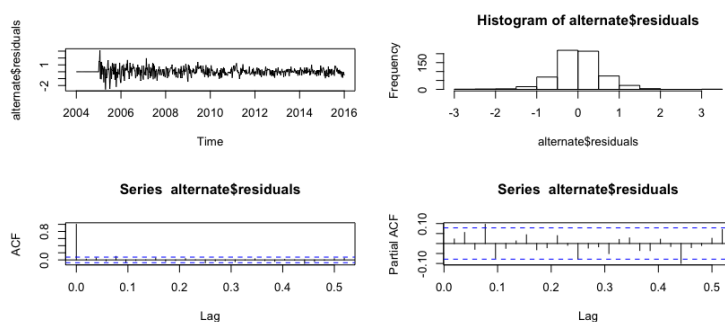 alternate$residuals
1
-2
2004 2006 2008 2010 2012 2014 2016
Time
Histogram of alternate$residuals
Frequency
150
0
-3 -2 -1 0 1 2 3
alternate$residuals
Series alternate$residuals
ACF
0.8
0.0
0.0 0.1 0.2 0.3 0.4 0.5
Lag
Series alternate$residuals
Partial ACF
0.10
-0.10
0.0 0.1 0.2 0.3 0.4 0.5
Lag